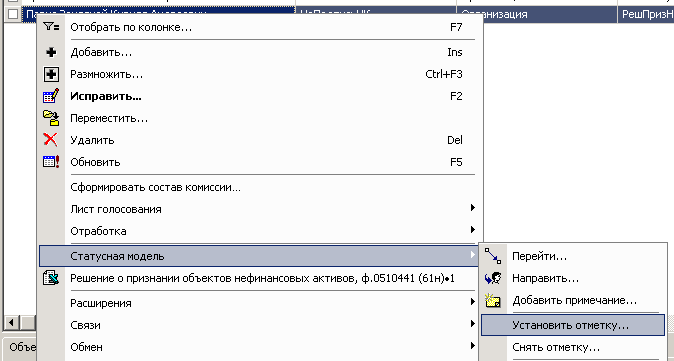 Организация
РешПризН
Отобрать по колонке... F7
Добавить... Ins
Размножить... Ctrl+F3
Исправить... F2
Переместить...
Удалить Del
Обновить F5
Сформировать состав комиссии...
Лист голосования
Отработка
Статусная модель
Перейти...
Решение о признании объектов нефинансовых активов, ф.0510441 (61н)•1
Направить...
Добавить примечание...
Расширения
Установить отметку...
Связи
Снять отметку...
Обмен
Объе